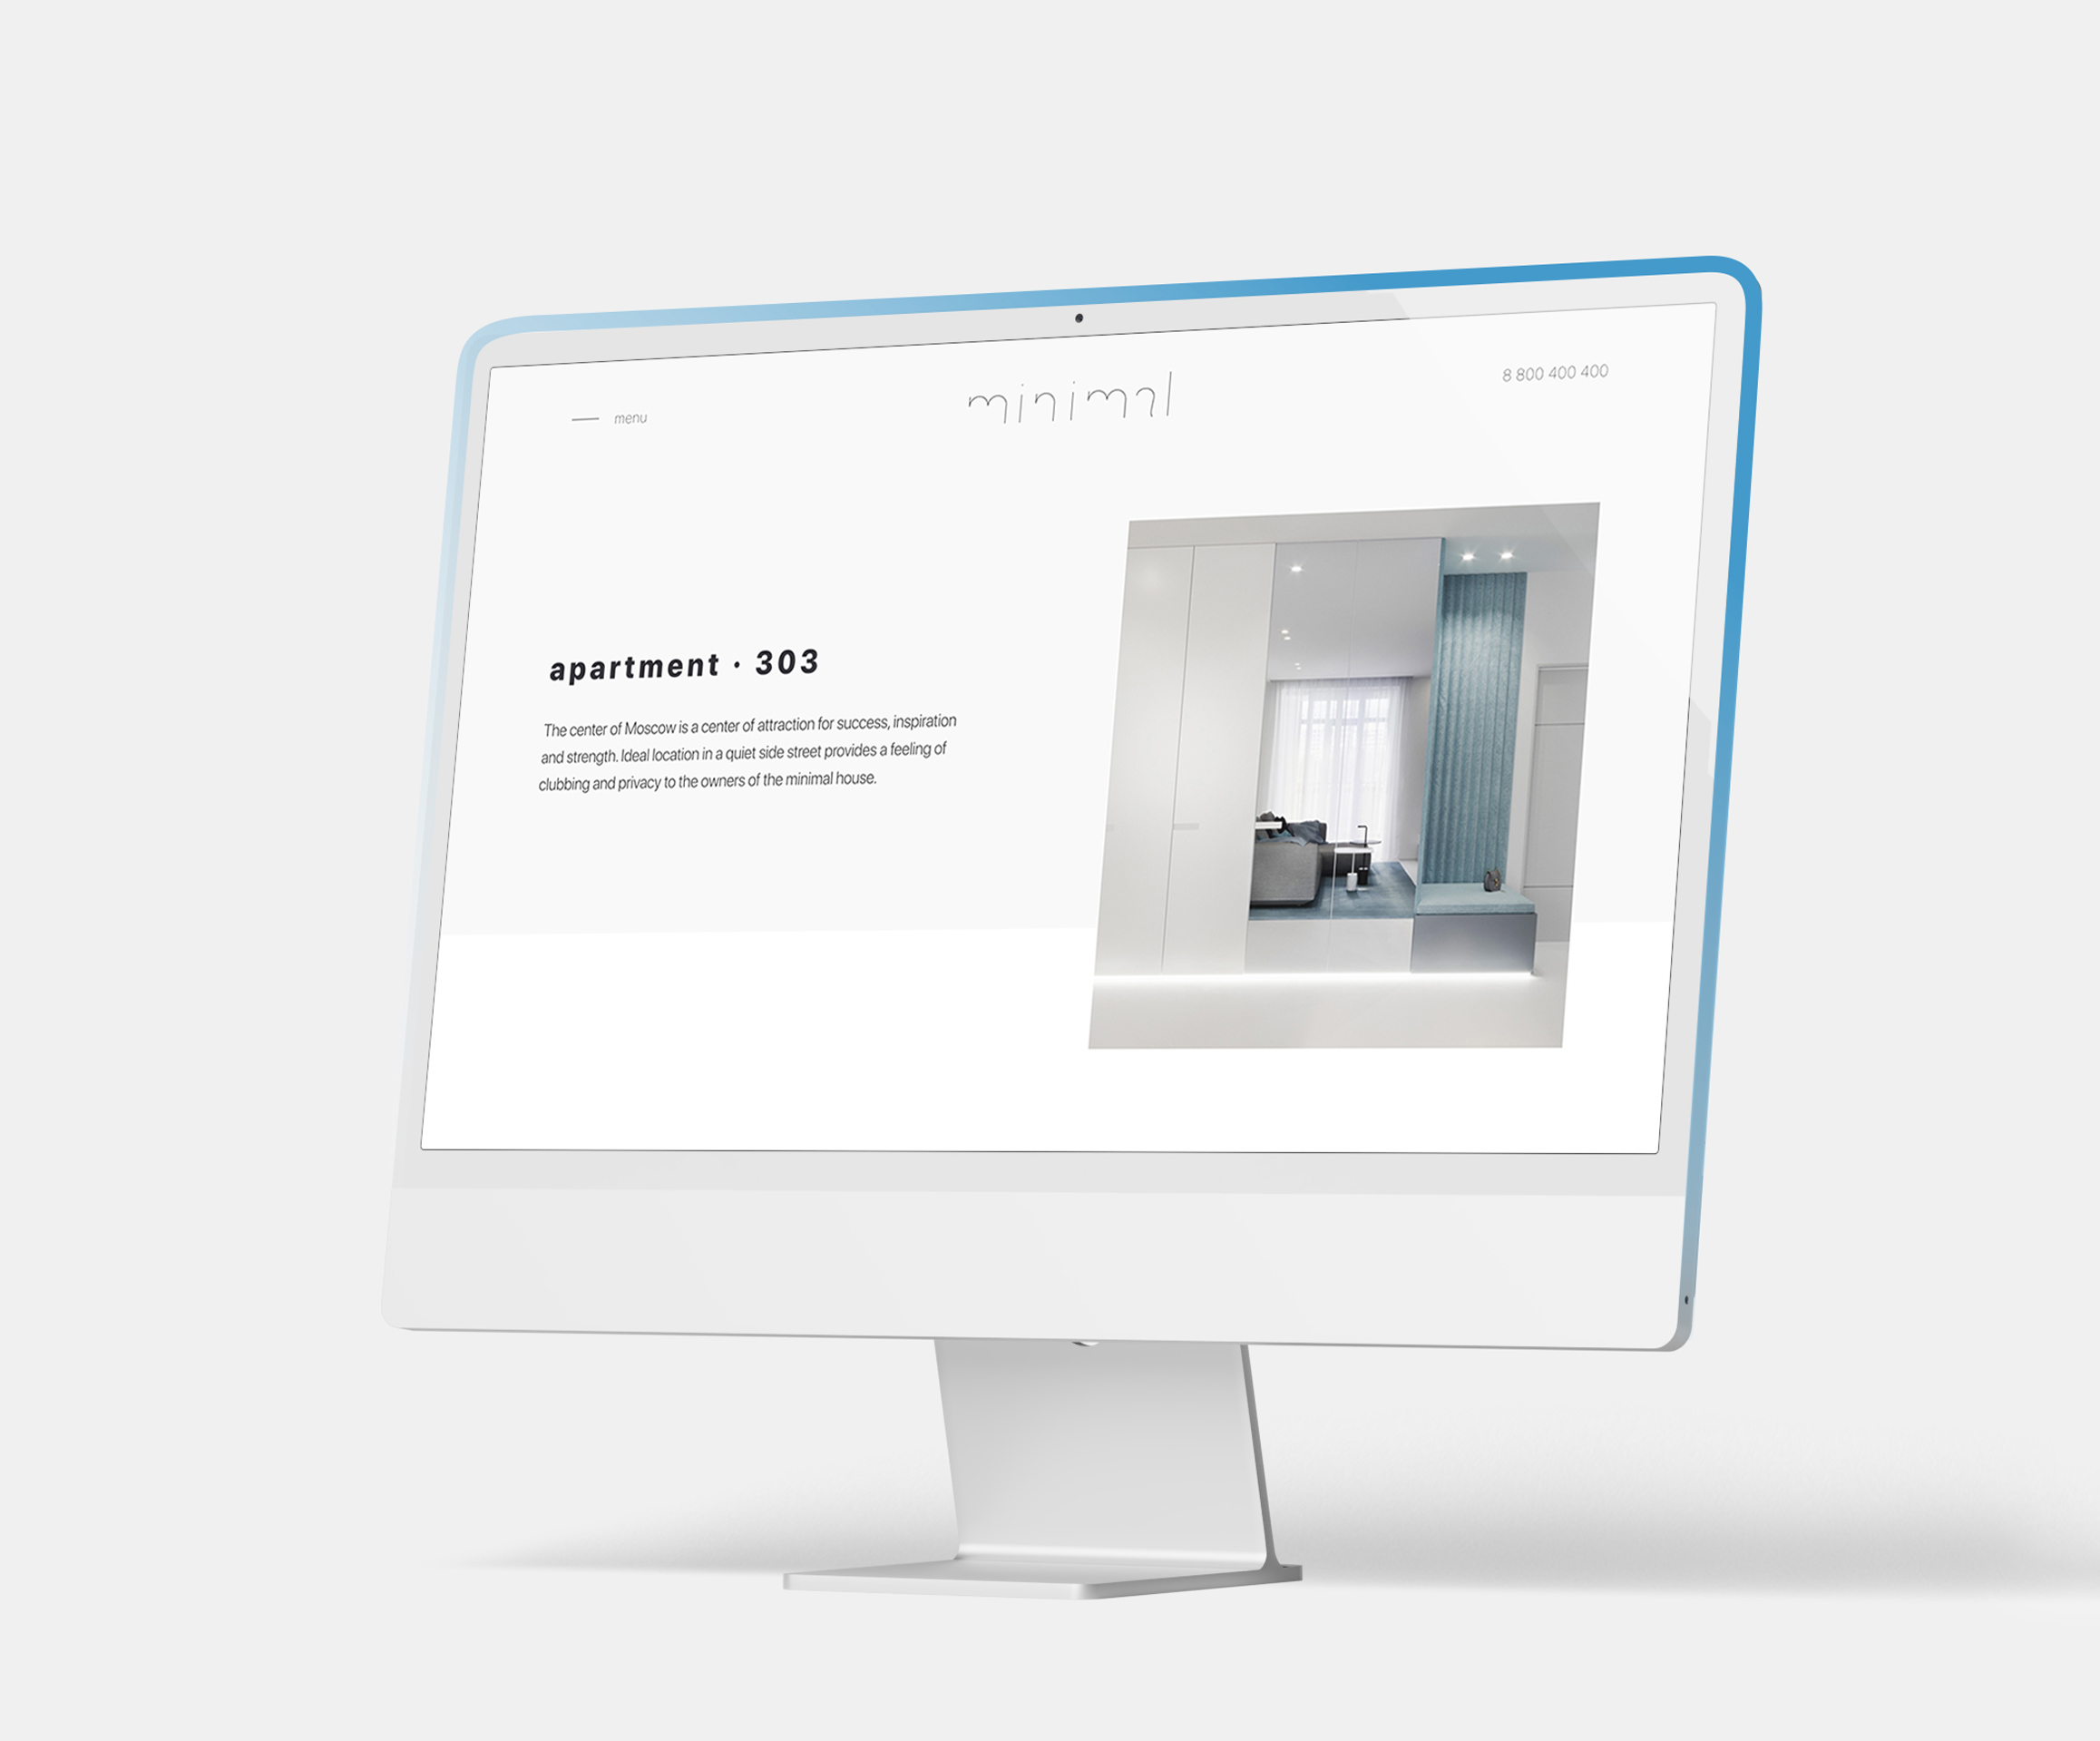 minimal
8 800 400 400
menu
apartment · 303
The center of Moscow is a center of attraction for success, inspiration
and strength. Ideal location in a quiet side street provides a feeling of
clubbing and privacy to the owners of the minimal house.